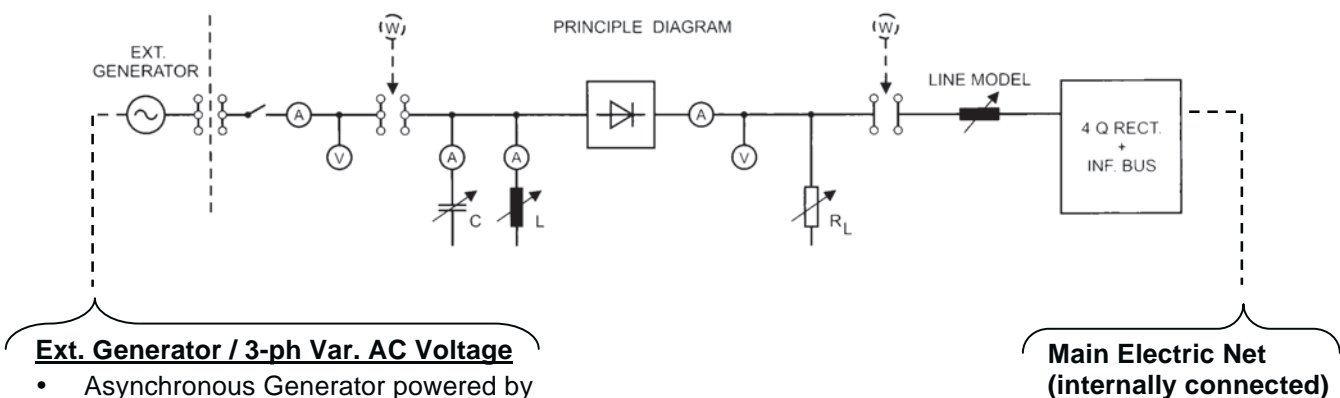 PRINCIPLE DIAGRAM
W
W
EXT.
GENERATOR
LINE MODEL
A
V
A
A
C
L
A
V
R_L
4 Q RECT.
+
INF. BUS
Ext. Generator / 3-ph Var. AC Voltage
• Asynchronous Generator powered by
Main Electric Net
(internally connected)